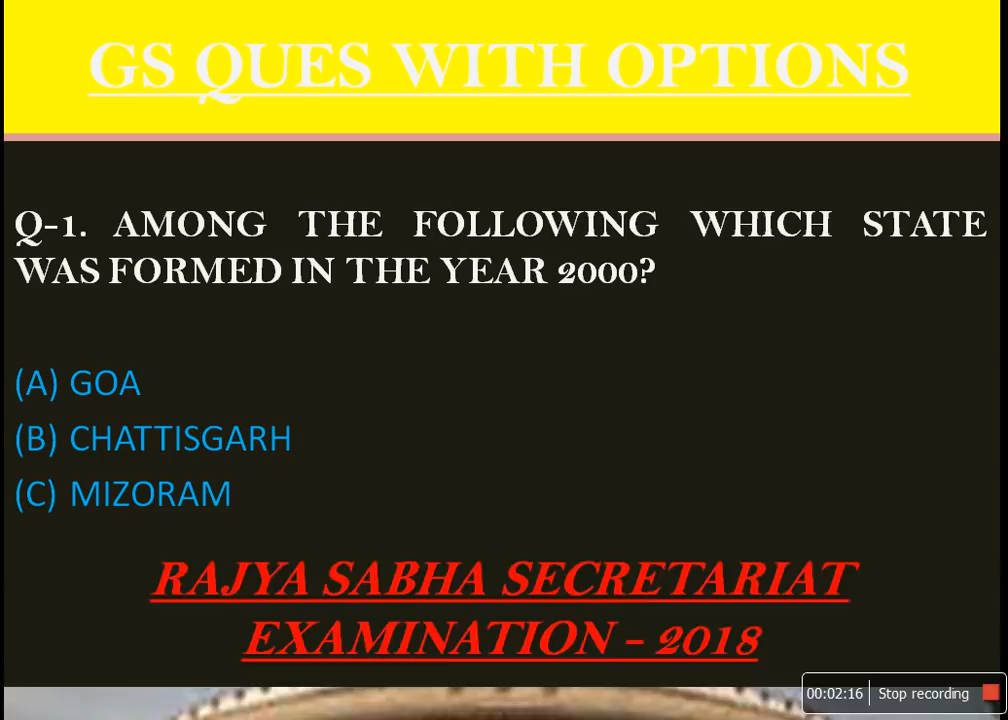 GS QUES WITH OPTIONS
Q-1. AMONG THE FOLLOWING WHICH STATE
WAS FORMED IN THE YEAR 2000?
(A) GOA
(B) CHATTISGARH
(C) MIZORAM
RAJYA SABHA SECRETARIAT
EXAMINATION - 2018
00:02:16 Stop recording